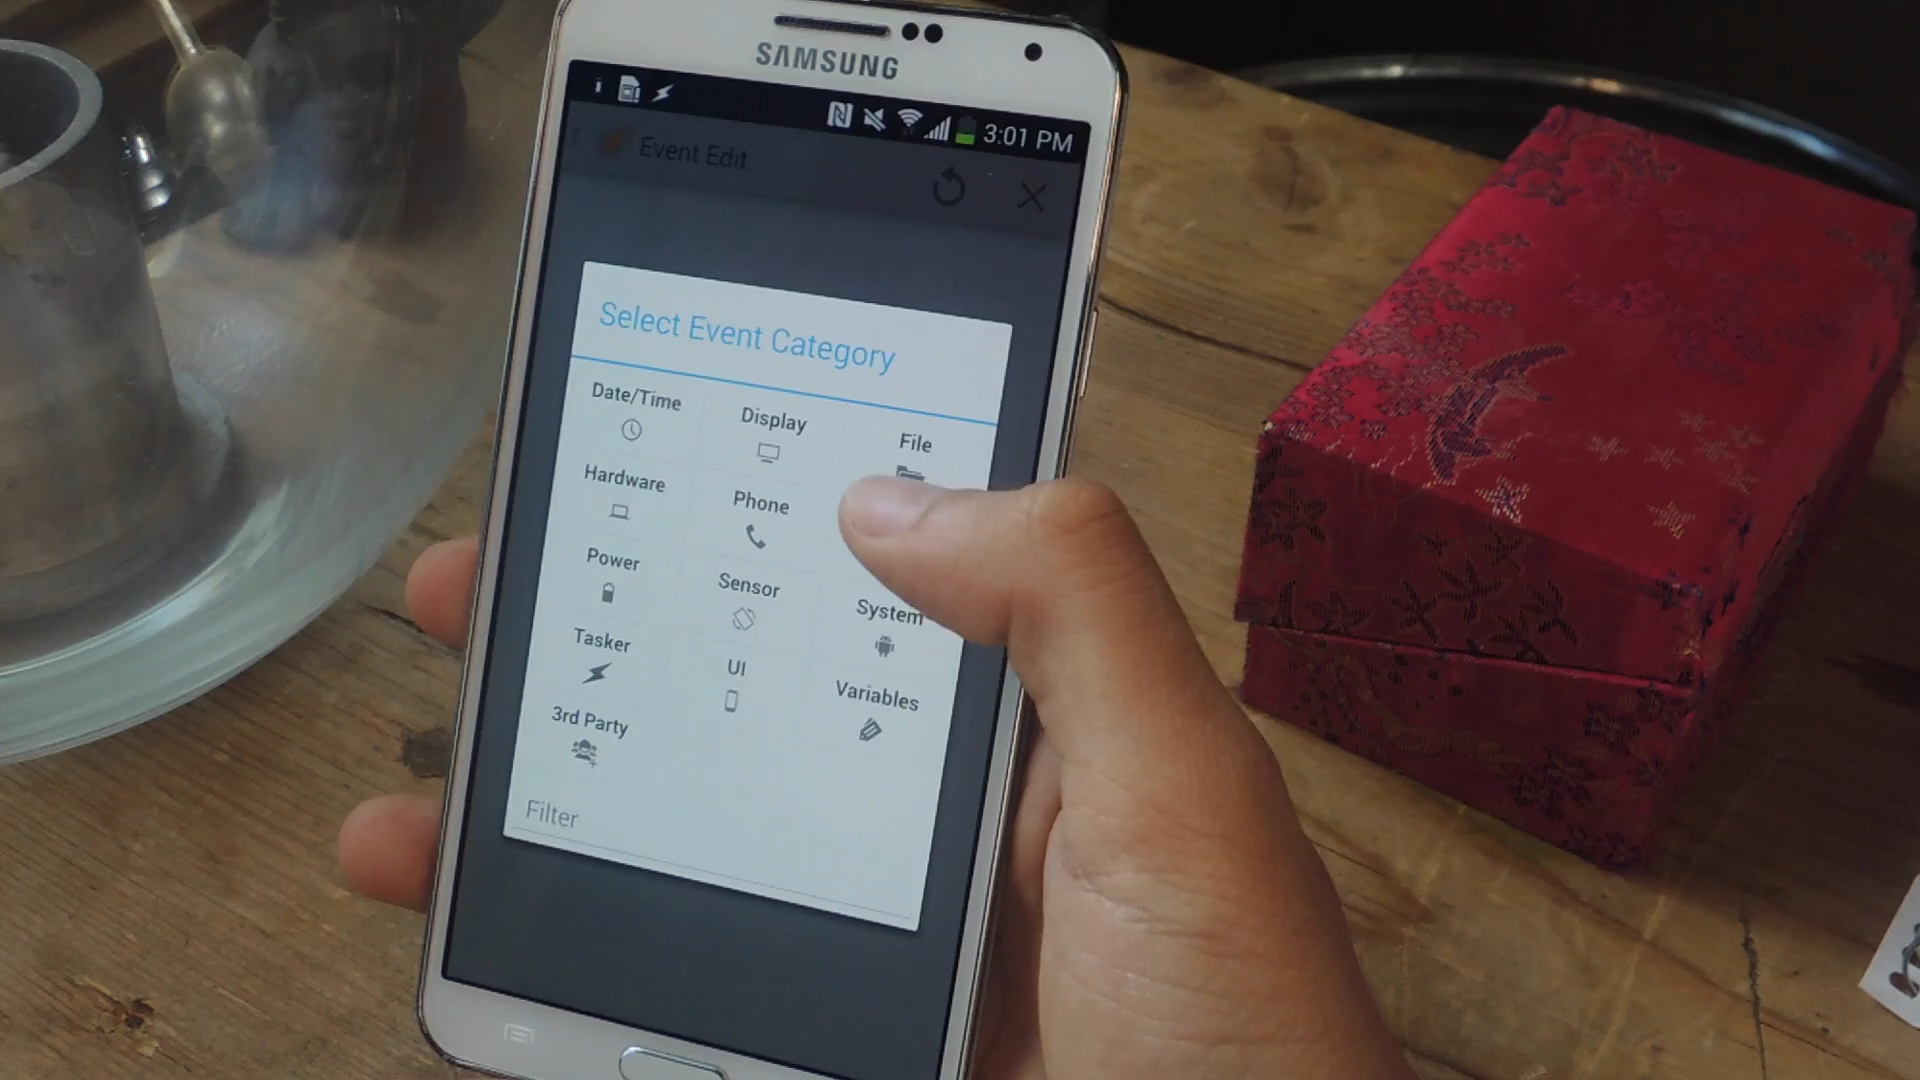 SAMSUNG
3:01 PM
Event Edit
Select Event Category
Date/Time
Display
File
Hardware
Phone
Power
Sensor
System
Tasker
UI
Variables
3rd Party
Filter